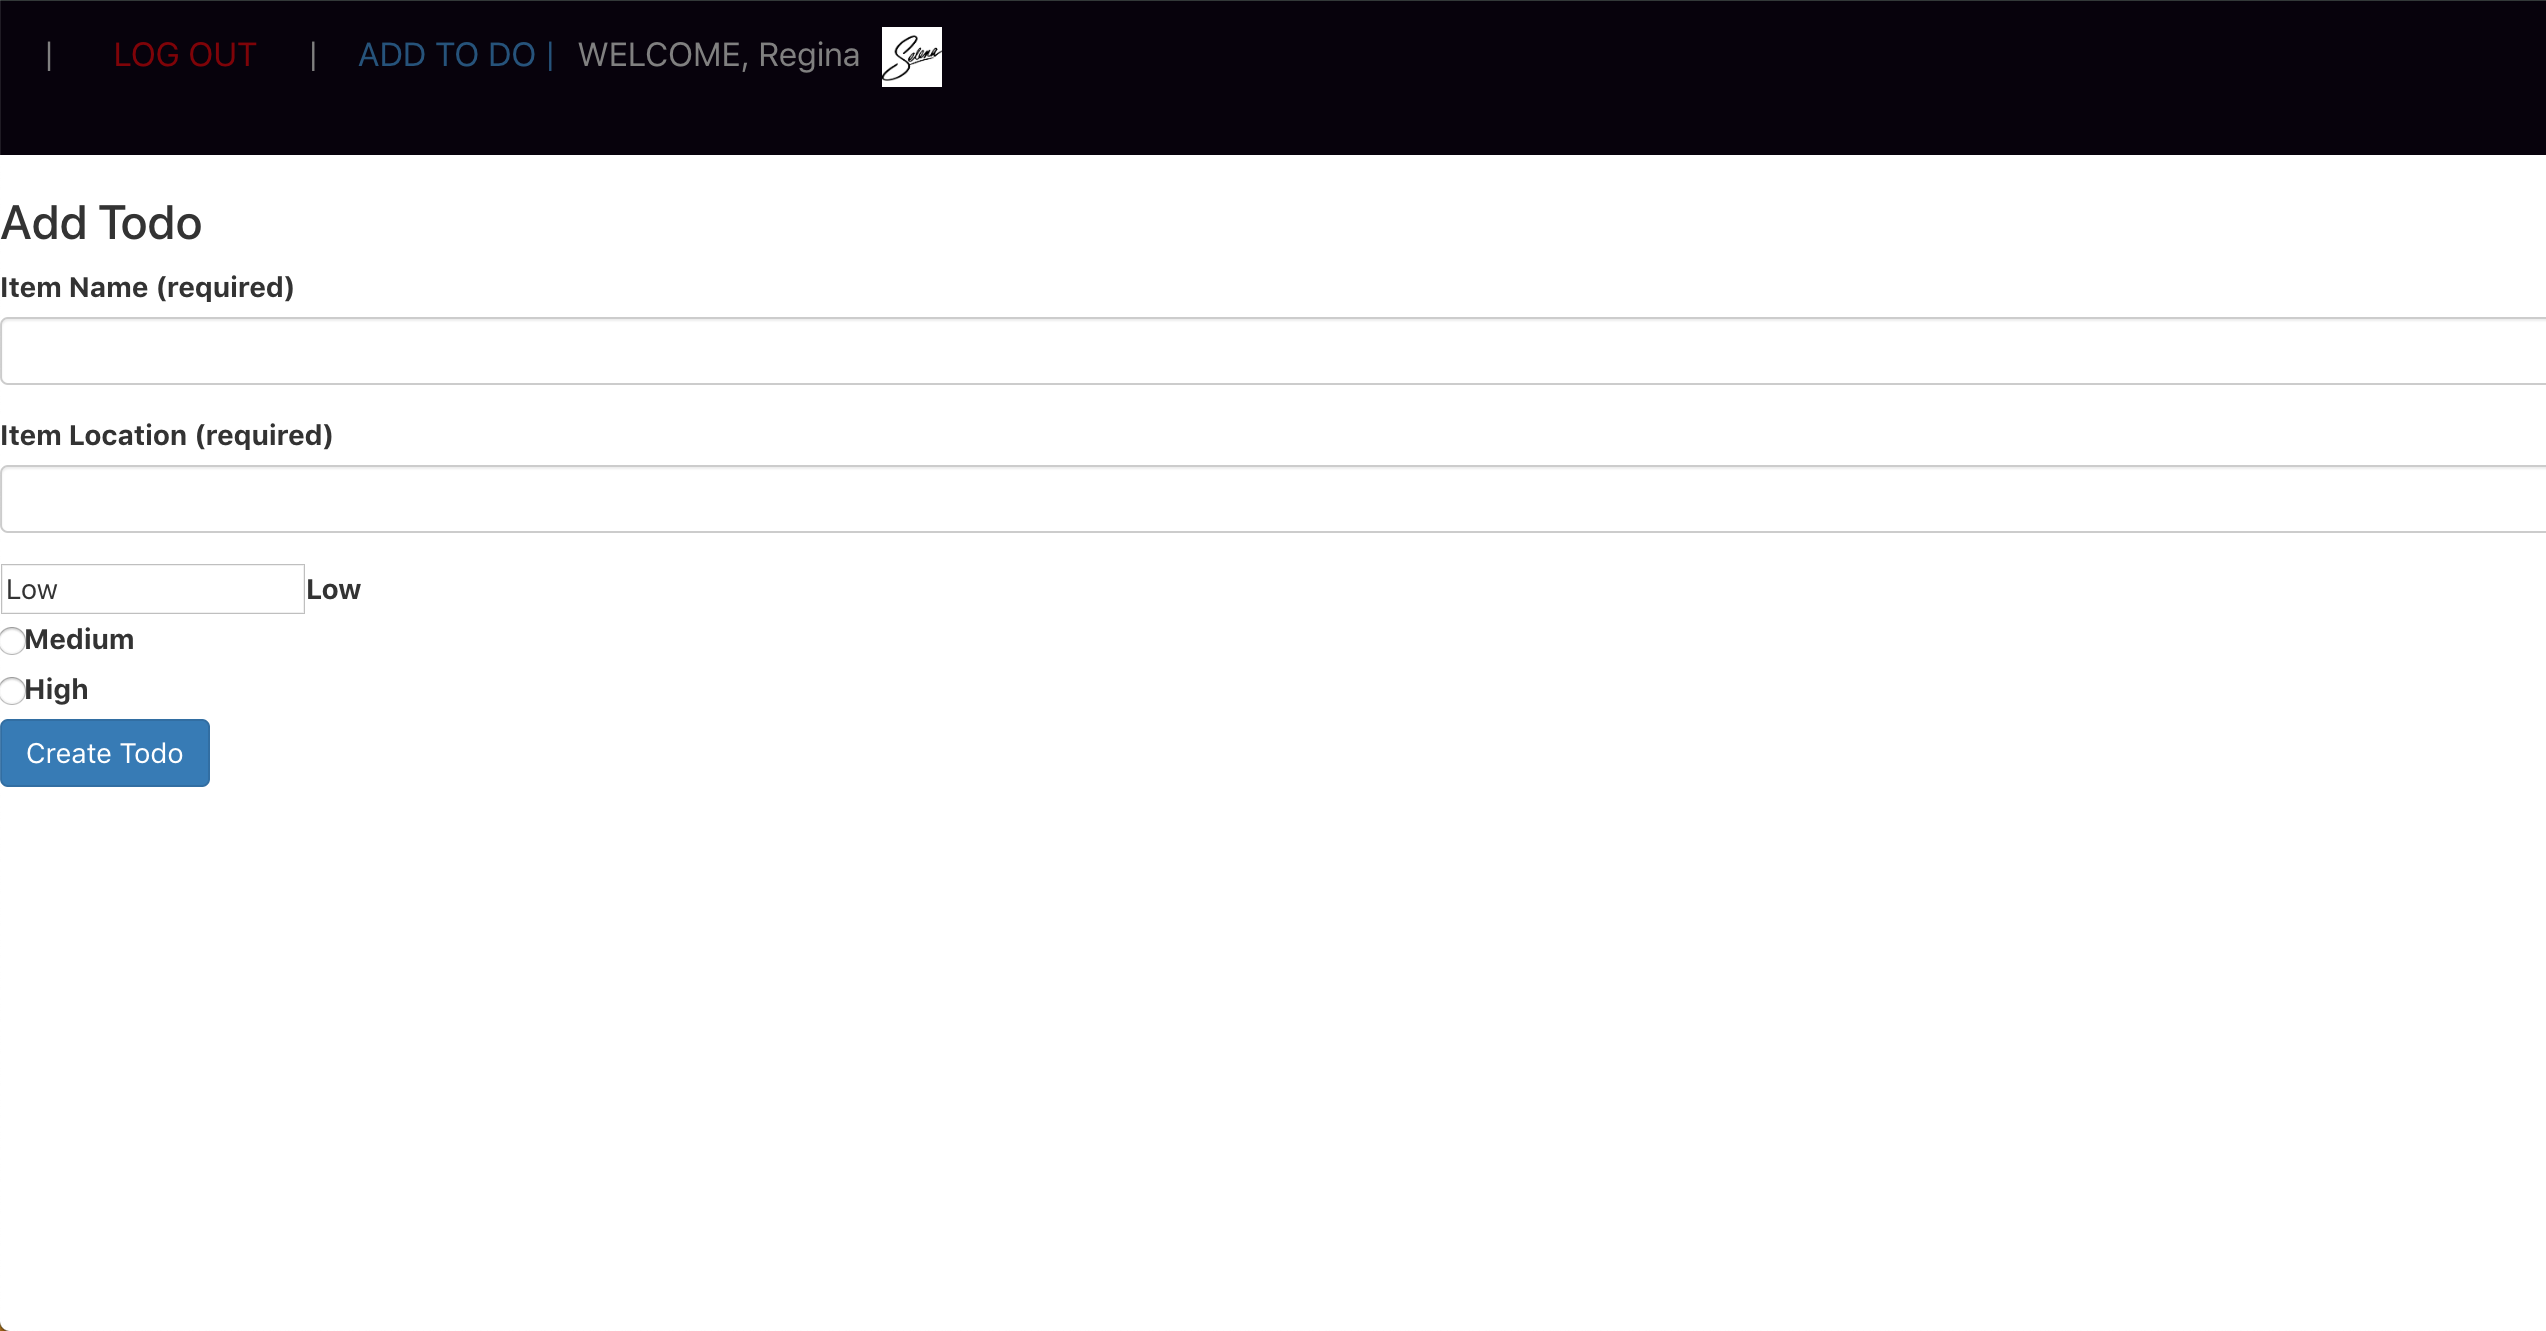 | LOG OUT | ADD TO DO | WELCOME, Regina Selena
Add Todo
Item Name (required)
Item Location (required)
Low Low
Medium
High
Create Todo